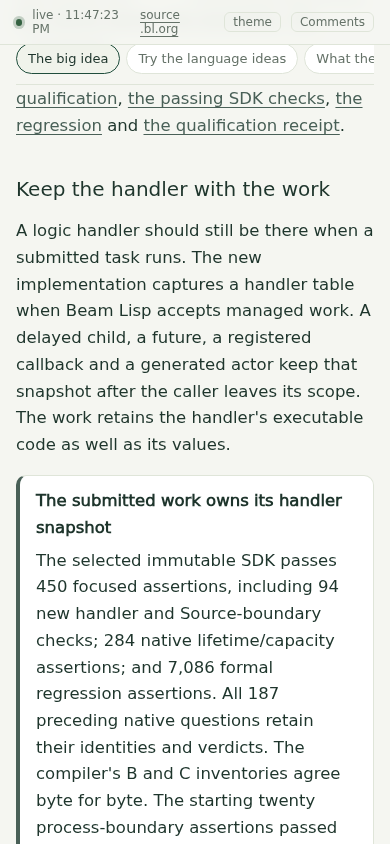 live · 11:47:23 PM
source.bl.org
theme
Comments
The big idea
Try the language ideas
What the
qualification, the passing SDK checks, the
regression and the qualification receipt.
Keep the handler with the work
A logic handler should still be there when a
submitted task runs. The new
implementation captures a handler table
when Beam Lisp accepts managed work. A
delayed child, a future, a registered
callback and a generated actor keep that
snapshot after the caller leaves its scope.
The work retains the handler's executable
code as well as its values.
The submitted work owns its handler
snapshot
The selected immutable SDK passes
450 focused assertions, including 94
new handler and Source-boundary
checks; 284 native lifetime/capacity
assertions; and 7,086 formal
regression assertions. All 187
preceding native questions retain
their identities and verdicts. The
compiler's B and C inventories agree
byte for byte. The starting twenty
process-boundary assertions passed